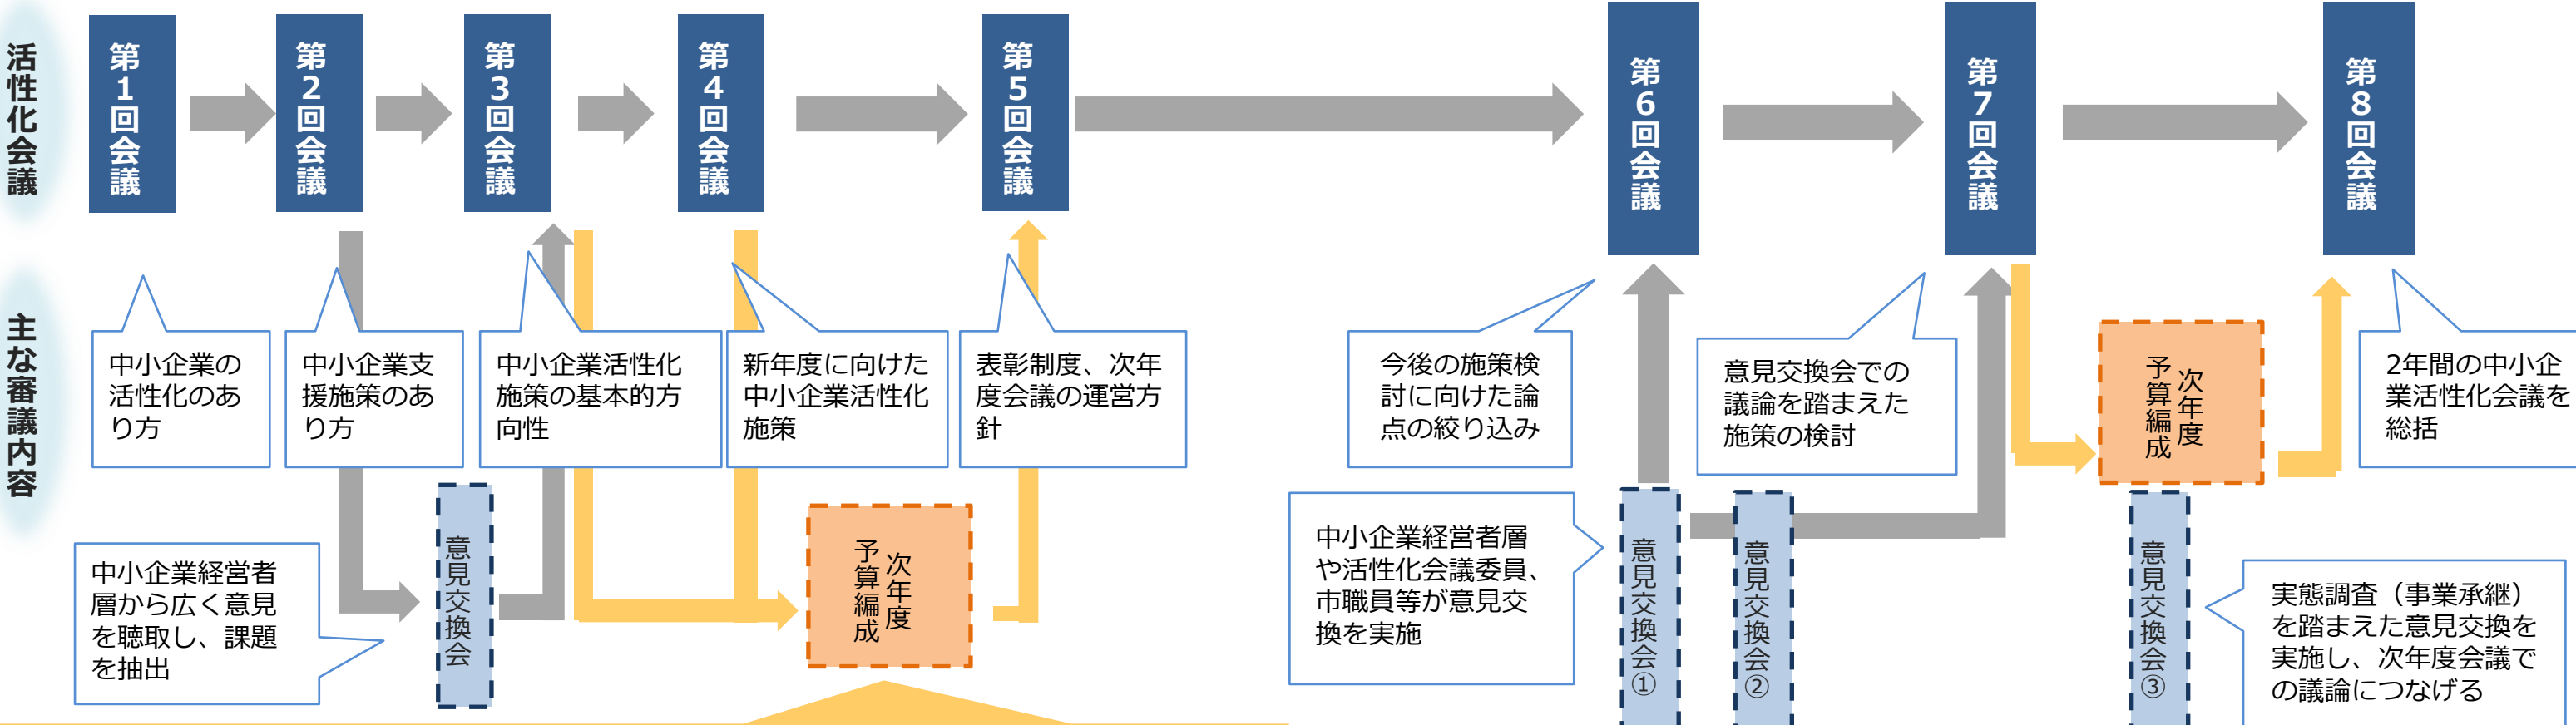 活性化会議
第1回会議
第2回会議
第3回会議
第4回会議
第5回会議
第6回会議
第7回会議
第8回会議
主な審議内容
中小企業の
活性化のあ
り方
中小企業支
援施策のあ
り方
中小企業活性化
施策の基本的方
向性
新年度に向けた
中小企業活性化
施策
表彰制度、次年
度会議の運営方
針
今後の施策検
討に向けた論
点の絞り込み
意見交換会での
議論を踏まえた
施策の検討
次年度
予算編成
2年間の中小企
業活性化会議を
総括
中小企業経営者
層から広く意見
を聴取し、課題
を抽出
意見交換会
次年度
予算編成
中小企業経営者層
や活性化会議委員、
市職員等が意見交
換を実施
意見交換会①
意見交換会②
意見交換会③
実態調査（事業承継）
を踏まえた意見交換を
実施し、次年度会議で
の議論につなげる